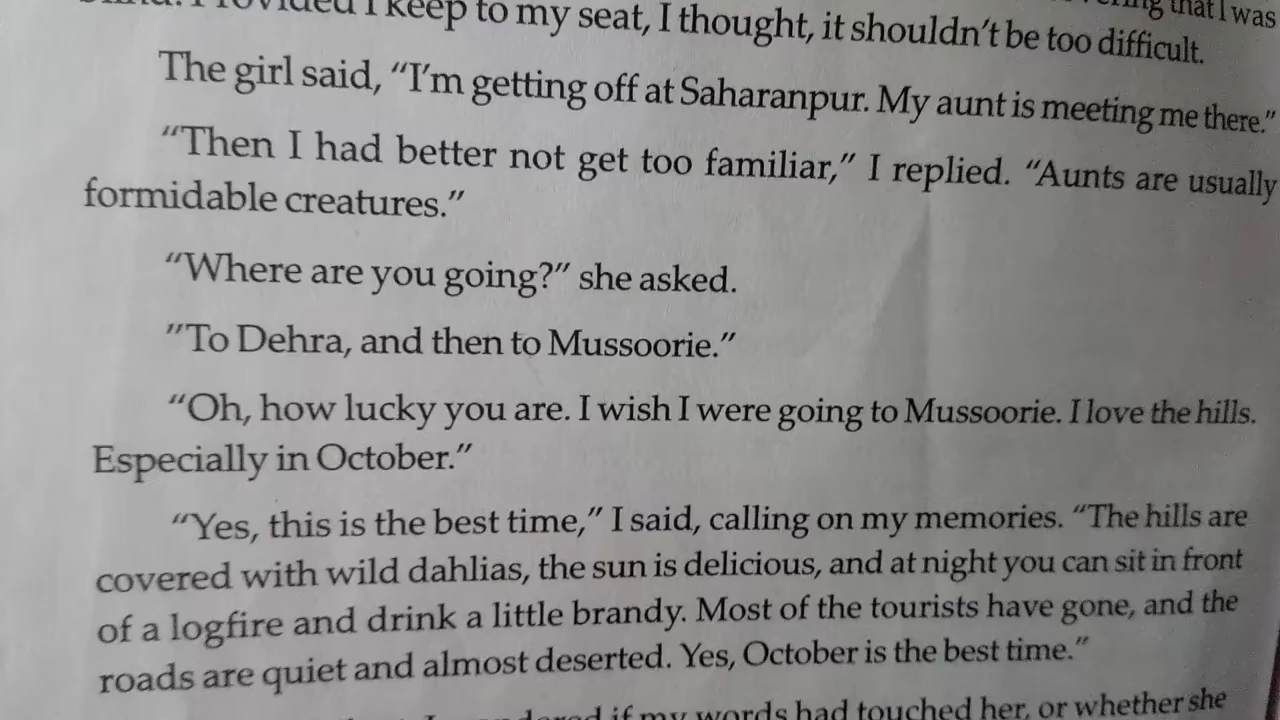 I keep to my seat, I thought, it shouldn't be too difficult. that I was
The girl said, "I'm getting off at Saharanpur. My aunt is meeting me there."
"Then I had better not get too familiar," I replied. "Aunts are usually
formidable creatures."
"Where are you going?" she asked.
"To Dehra, and then to Mussoorie."
"Oh, how lucky you are. I wish I were going to Mussoorie. I love the hills.
Especially in October."
"Yes, this is the best time," I said, calling on my memories. "The hills are
covered with wild dahlias, the sun is delicious, and at night you can sit in front
of a logfire and drink a little brandy. Most of the tourists have gone, and the
roads are quiet and almost deserted. Yes, October is the best time."
if my words had touched her, or whether she